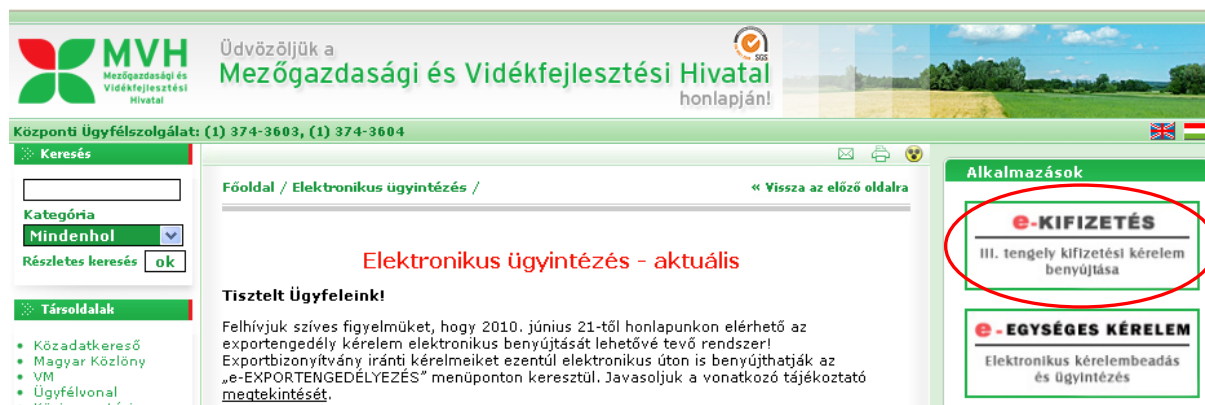 MVH
Mezőgazdasági és
Vidékfejlesztési
Hivatal
Üdvözöljük a
Mezőgazdasági és Vidékfejlesztési Hivatal
honlapján!
SGS
Központi Ügyfélszolgálat: (1) 374-3603, (1) 374-3604
Keresés
Kategória
Mindenhol
Részletes keresés ok
Társoldalak
Közadatkereső
Magyar Közlöny
VM
Ügyfélvonal
Főoldal / Elektronikus ügyintézés /
« Vissza az előző oldalra
Elektronikus ügyintézés - aktuális
Tisztelt Ügyfeleink!
Felhívjuk szíves figyelmüket, hogy 2010. június 21-től honlapunkon elérhető az
exportengedély kérelem elektronikus benyújtását lehetővé tevő rendszer!
Exportbizonyítvány iránti kérelmeiket ezentúl elektronikus úton is benyújthatják az
„e-EXPORTENGEDÉLYEZÉS” menüponton keresztül. Javasoljuk a vonatkozó tájékoztató
megtekintését.
Alkalmazások
e-KIFIZETÉS
III. tengely kifizetési kérelem
benyújtása
e - EGYSÉGES KÉRELEM
Elektronikus kérelembeadás
és ügyintézés